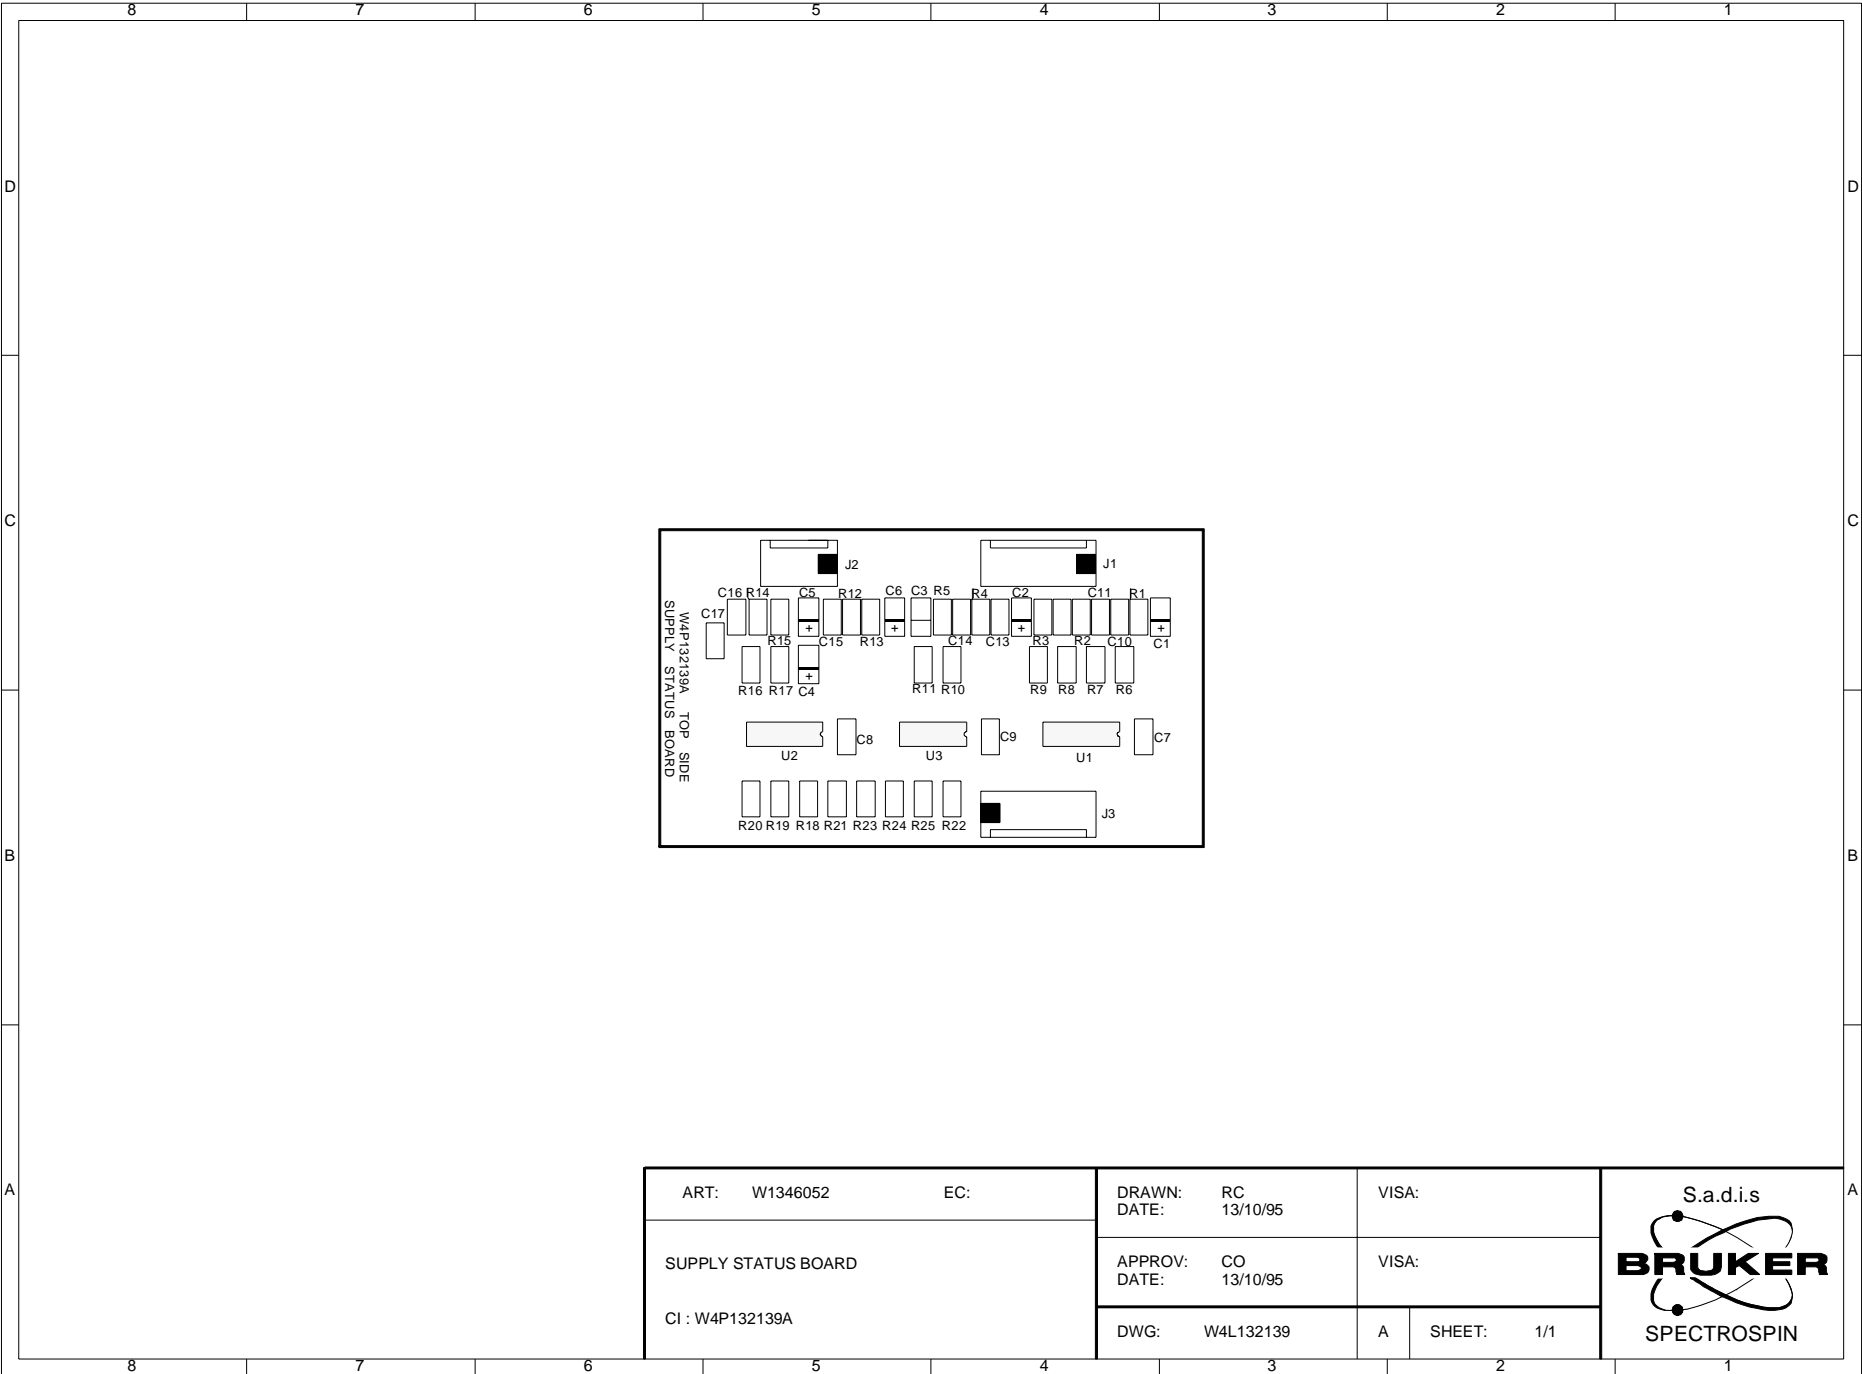 8 7 6 5 4 3 2 1
D D
C C
B B
A A
J2 J1
C16 R14 C5 R12 C6 C3 R5 R4 C2 C11 R1
C17
R15 C15 R13 C14 C13 R3 R2 C10 C1
R16 R17 C4 R11 R10 R9 R8 R7 R6
W4P132139A TOP SIDE
SUPPLY STATUS BOARD
C8 C9 C7
U2 U3 U1
J3
R20 R19 R18 R21 R23 R24 R25 R22
ART: W1346052 EC:
SUPPLY STATUS BOARD
CI : W4P132139A
DRAWN: RC
DATE: 13/10/95
VISA:
APPROV: CO
DATE: 13/10/95
VISA:
DWG: W4L132139 A SHEET: 1/1
S.a.d.i.s
BRUKER
SPECTROSPIN
8 7 6 5 4 3 2 1